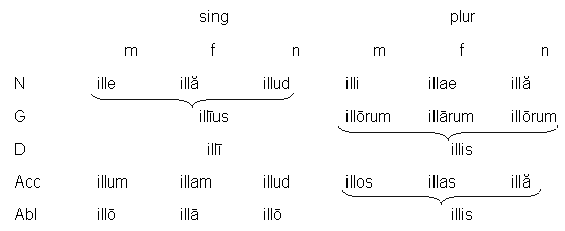 sing plur
m f n m f n
N ille illă illud illi illae illă
G illīus illōrum illārum illōrum
D illī illis
Acc illum illam illud illos illas illă
Abl illō illā illō illis